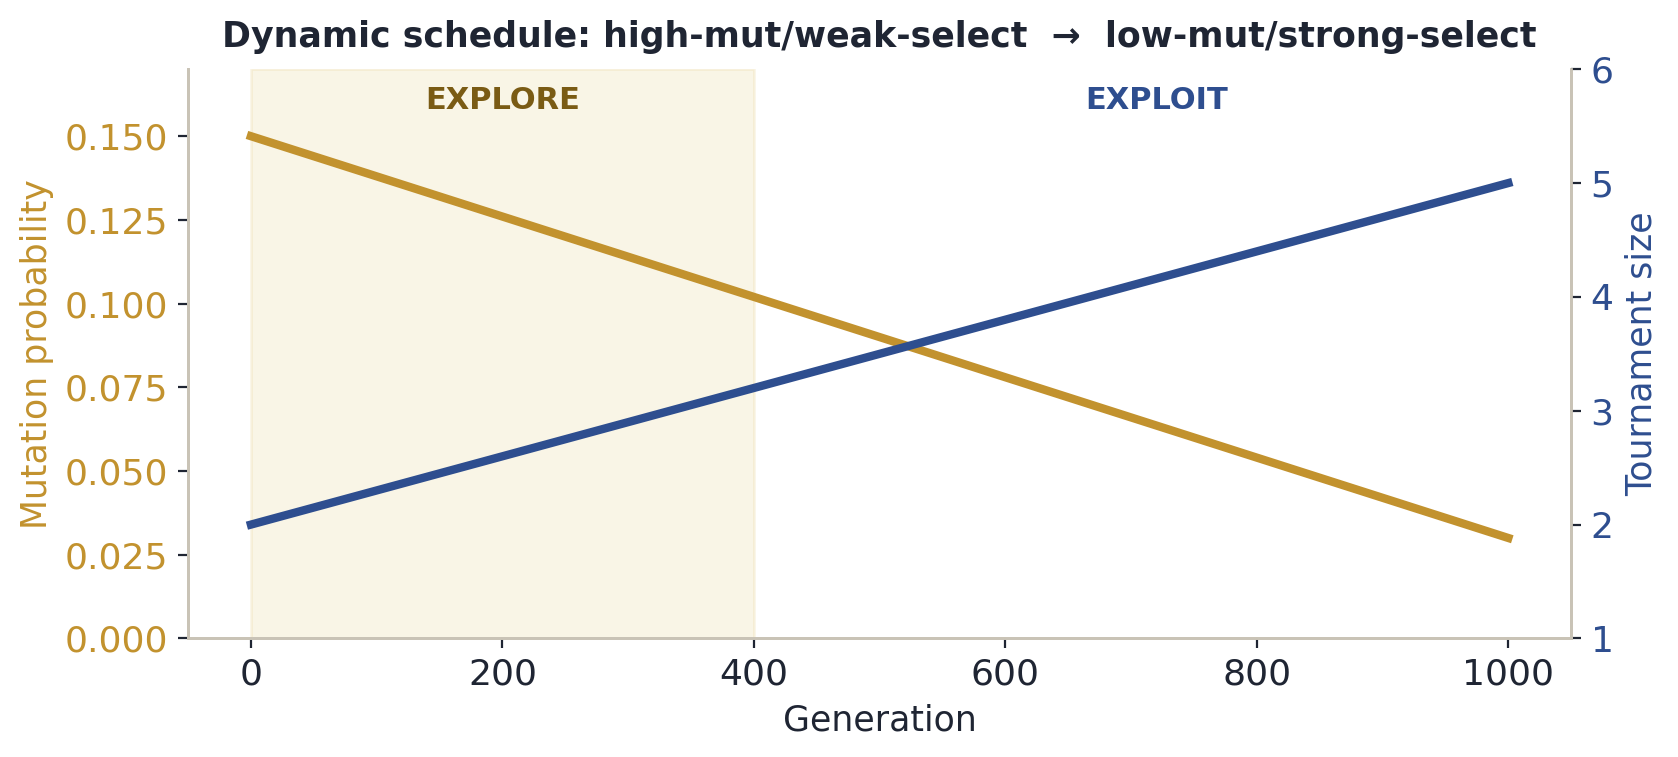 Dynamic schedule: high-mut/weak-select → low-mut/strong-select
EXPLORE
EXPLOIT
Mutation probability
0.150
0.125
0.100
0.075
0.050
0.025
0.000
6
5
4
3
2
1
Tournament size
0 200 400 600 800 1000
Generation